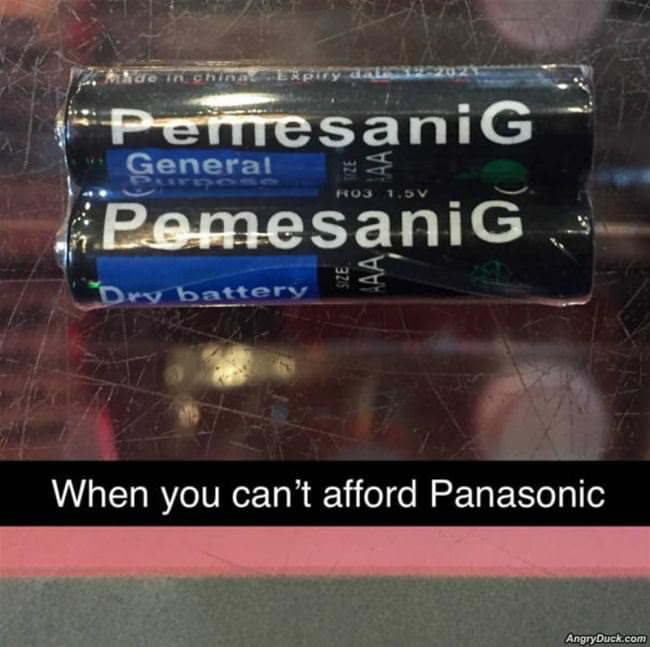 Made in china Expiry date 12-2021
PemesaniG
General
Purpose
SIZE
AAA
R03 1.5V
PemesaniG
Dry battery
SIZE
AAA
When you can't afford Panasonic
AngryDuck.com